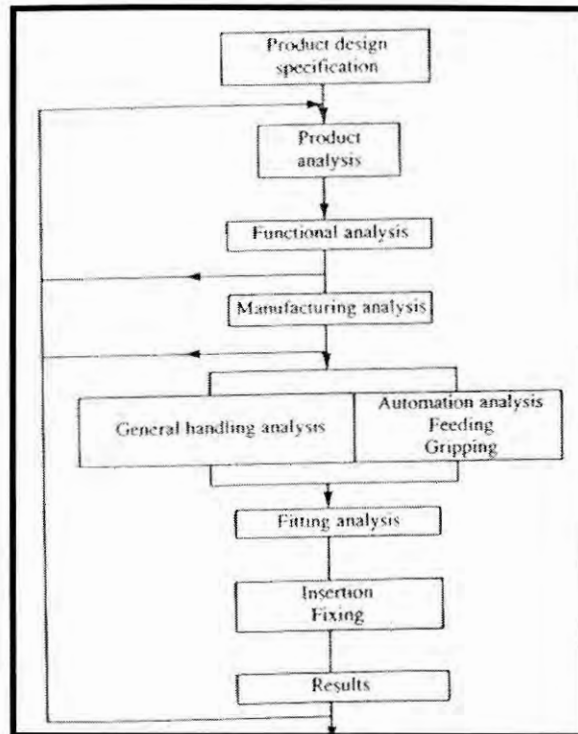 Product design
specification
Product
analysis
Functional analysis
Manufacturing analysis
General handling analysis
Automation analysis
Feeding
Gripping
Fitting analysis
Insertion
Fixing
Results